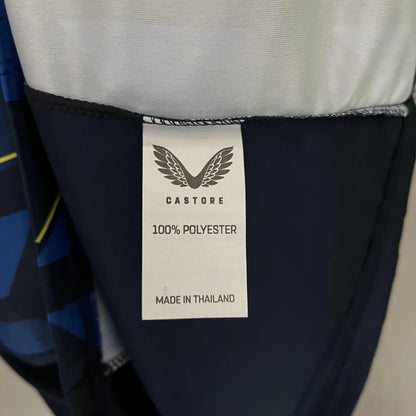 CASTORE
100% POLYESTER
MADE IN THAILAND